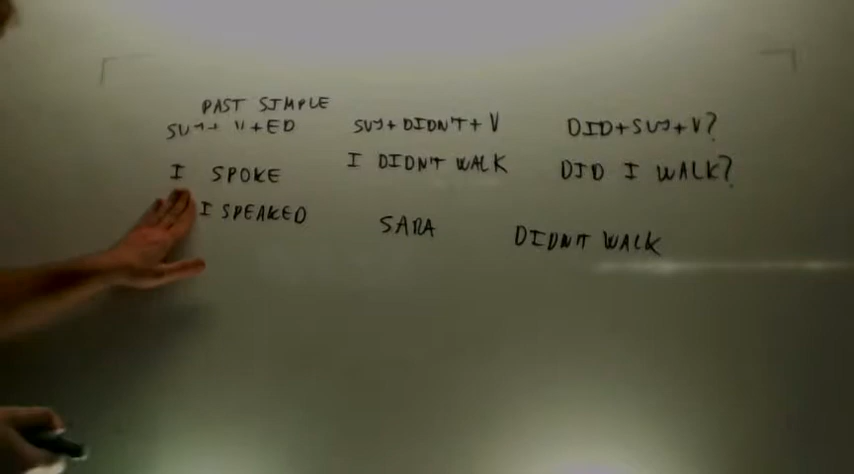 PAST SIMPLE
SUJ+ V+ED
SUJ+DIDN'T+V
DID+SUJ+V?
I SPOKE
I DIDN'T WALK
DID I WALK?
I SPEAKED
SARA
DIDN'T WALK